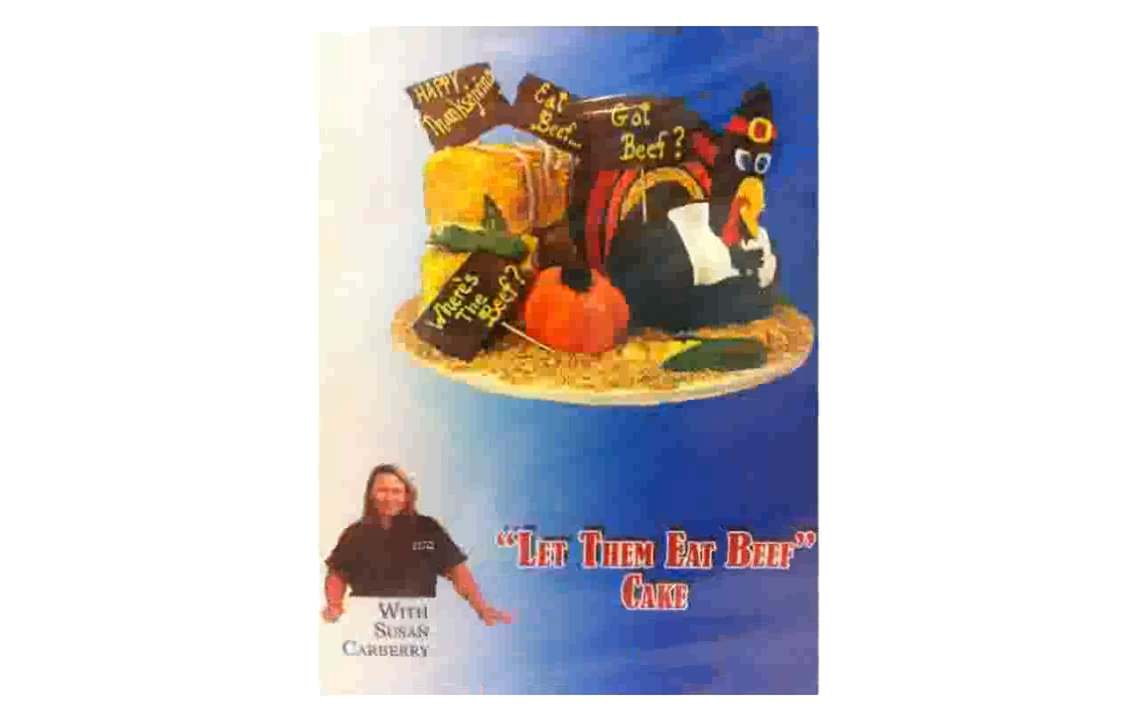 HAPPY
Thanksgiving
Eat
Beef...
Got
Beef?
Where's
The
Beef?
"LET THEM EAT BEEF"
CAKE
WITH
SUSAN
CARBERRY